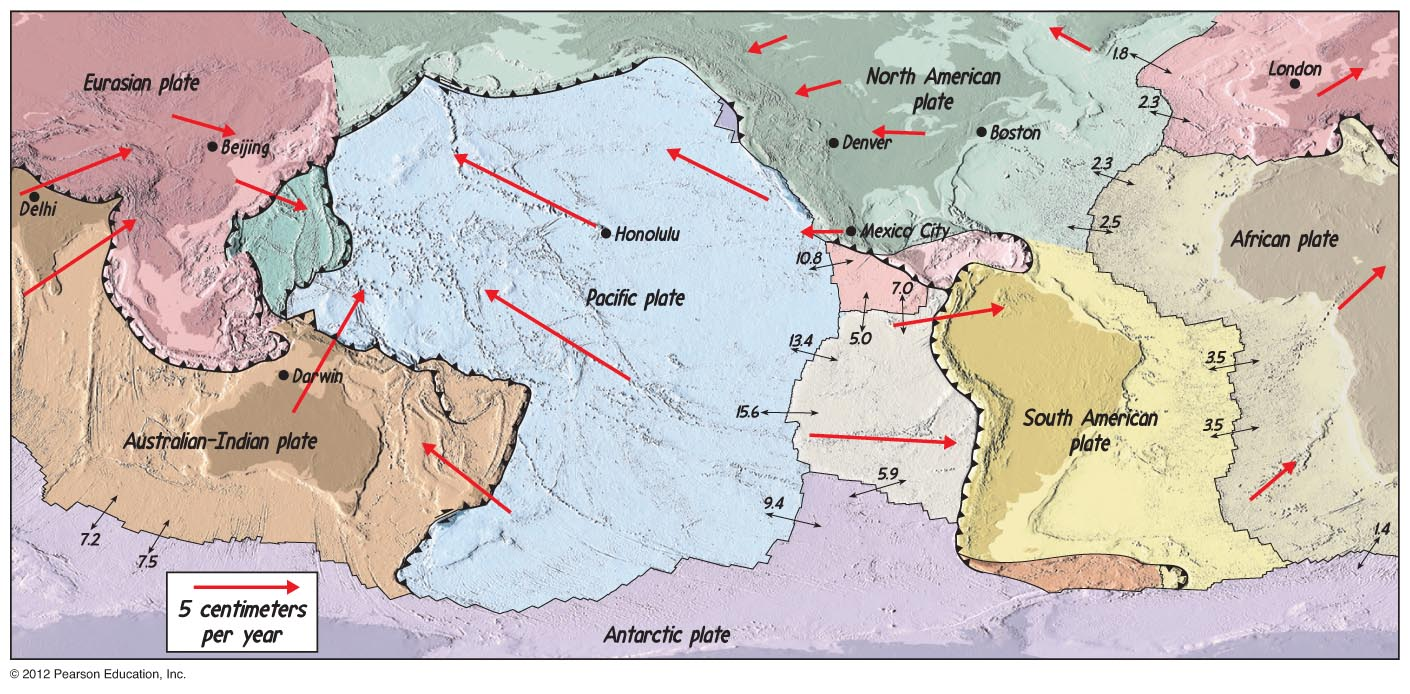 Eurasian plate
North American
plate
London
1.8
2.3
Beijing
Denver
Boston
2.3
Delhi
2.5
Honolulu
Mexico City
African plate
10.8
7.0
Pacific plate
5.0
13.4
3.5
Darwin
15.6
South American
plate
3.5
Australian-Indian plate
5.9
9.4
7.2
7.5
1.4
5 centimeters
per year
Antarctic plate
© 2012 Pearson Education, Inc.